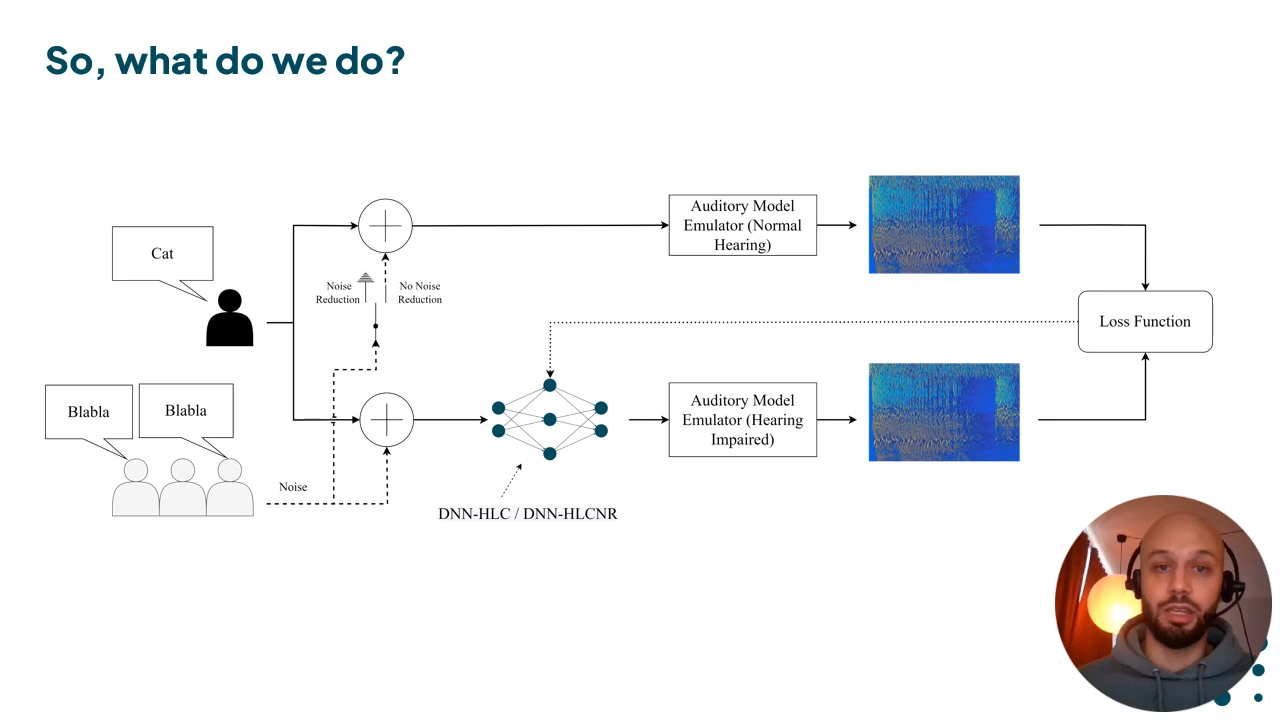 So, what do we do?
Cat
Noise
Reduction
No Noise
Reduction
Auditory Model
Emulator (Normal
Hearing)
Loss Function
Blabla
Blabla
Noise
DNN-HLC / DNN-HLCNR
Auditory Model
Emulator (Hearing
Impaired)